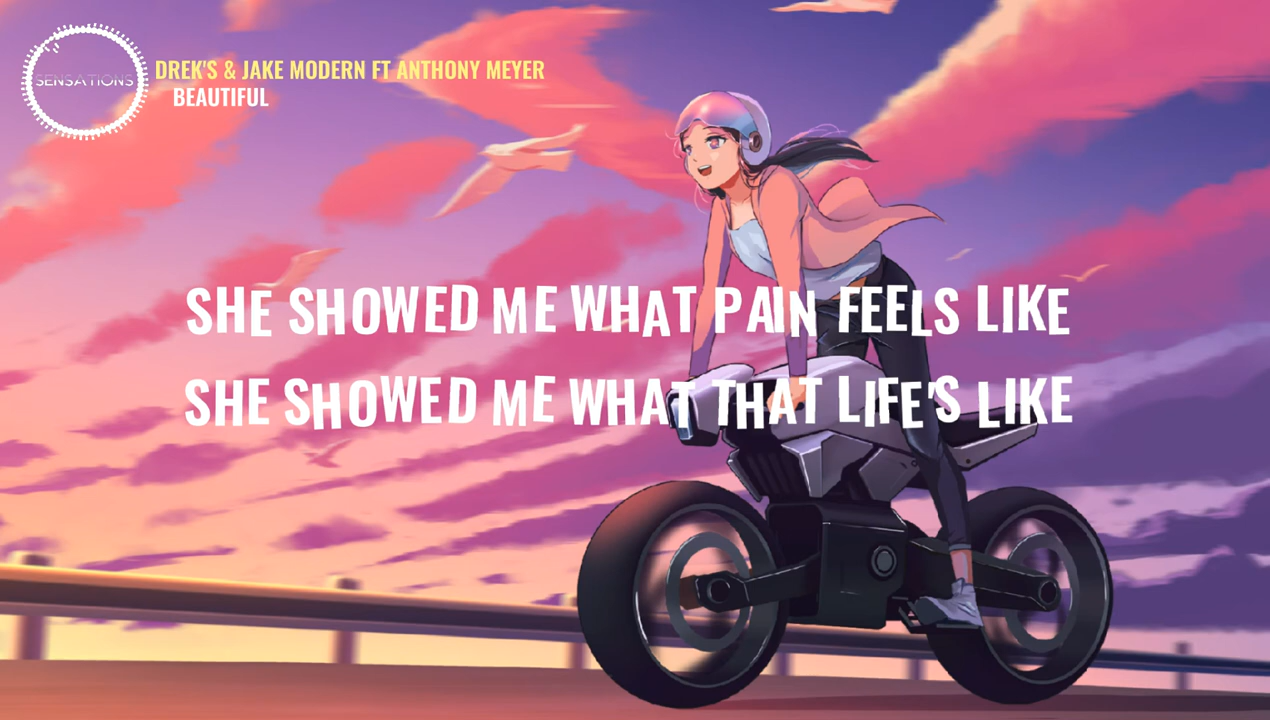 SENSATIONS
DREK'S & JAKE MODERN FT ANTHONY MEYER
BEAUTIFUL
SHE SHOWED ME WHAT PAIN FEELS LIKE
SHE SHOWED ME WHAT THAT LIFE'S LIKE